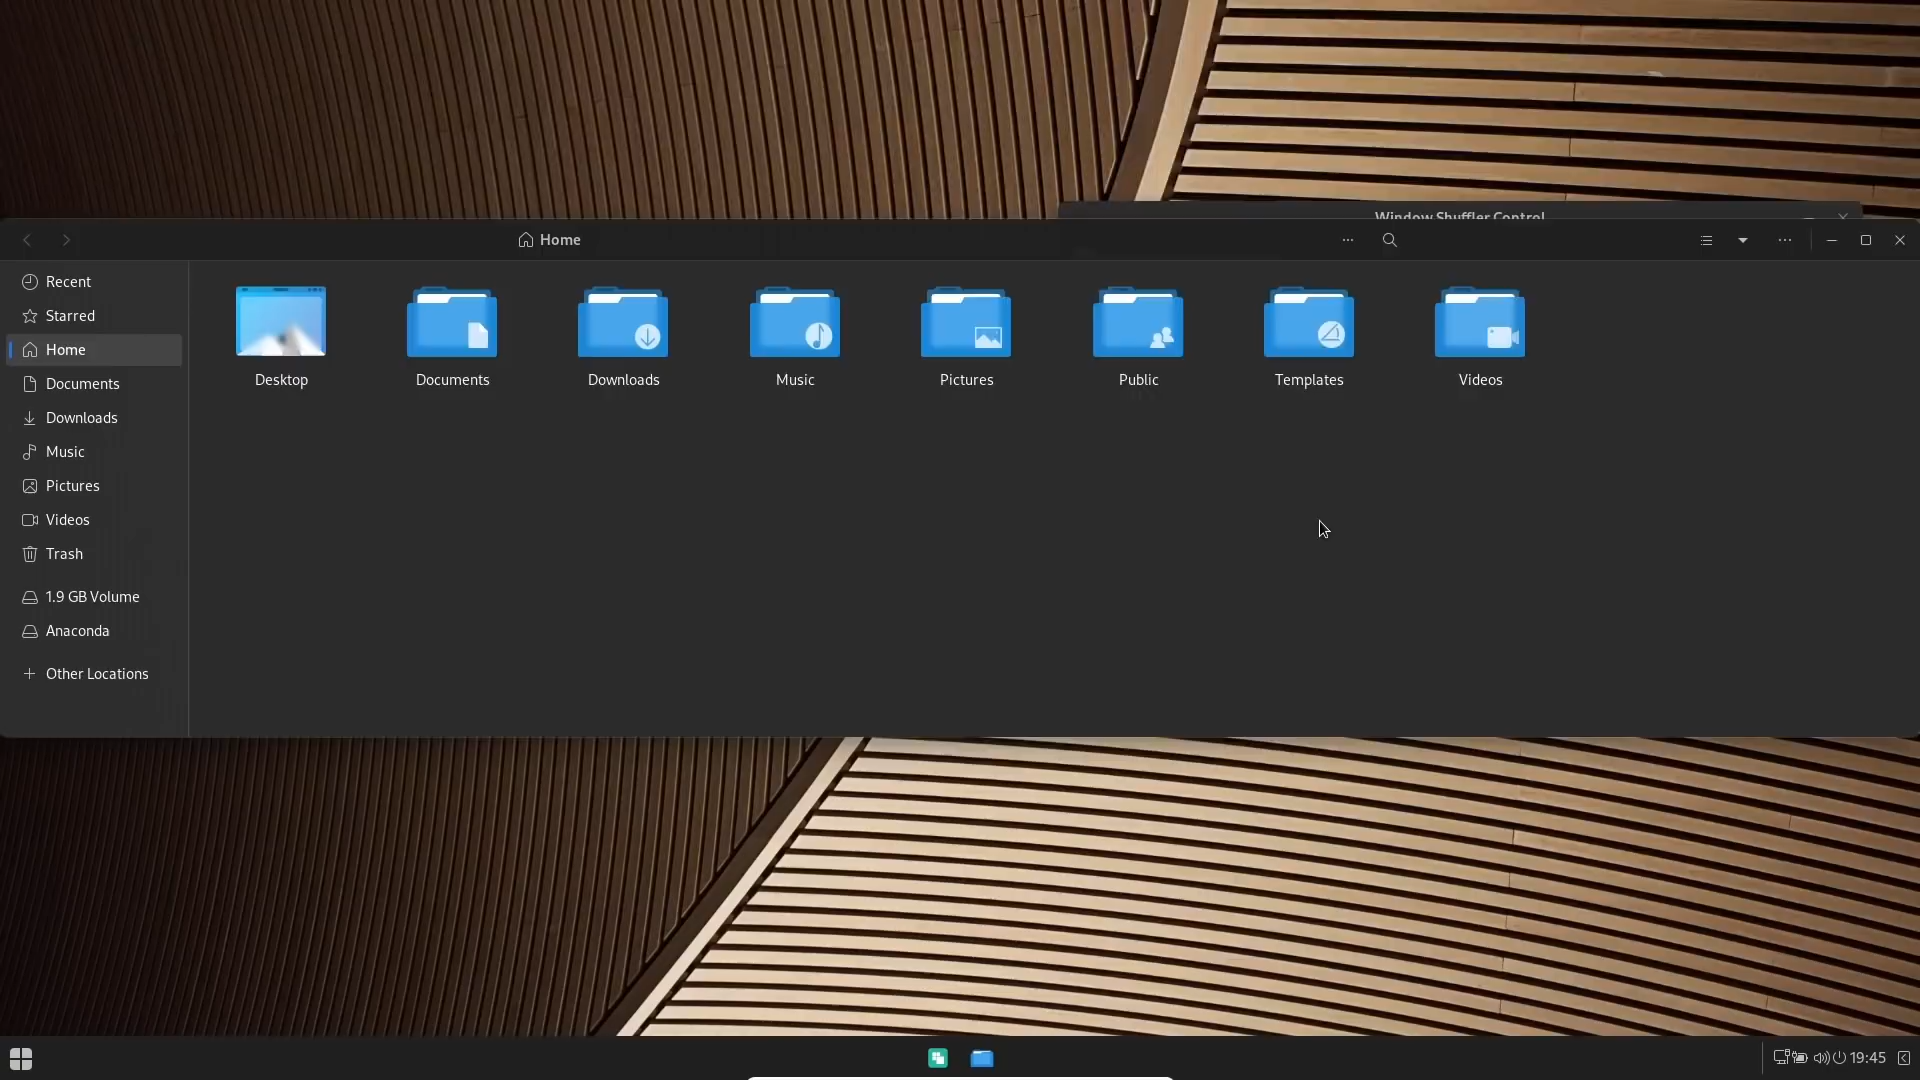 Window Shuffler Control
Home
Recent
Starred
Home
Documents
Downloads
Music
Pictures
Videos
Trash
1.9 GB Volume
Anaconda
Other Locations
Desktop
Documents
Downloads
Music
Pictures
Public
Templates
Videos
19:45